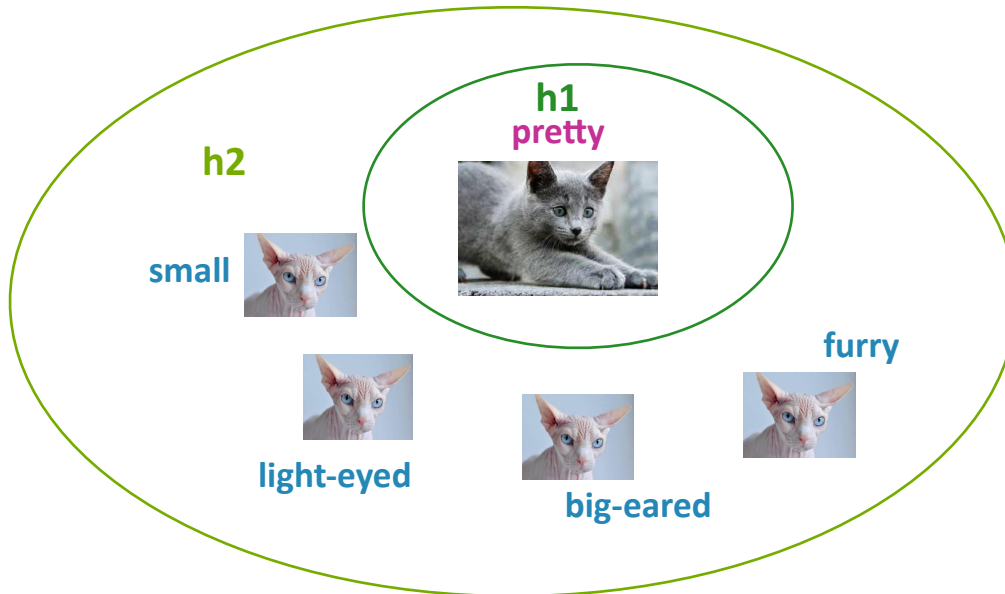 h1
pretty
h2
small
furry
light-eyed
big-eared